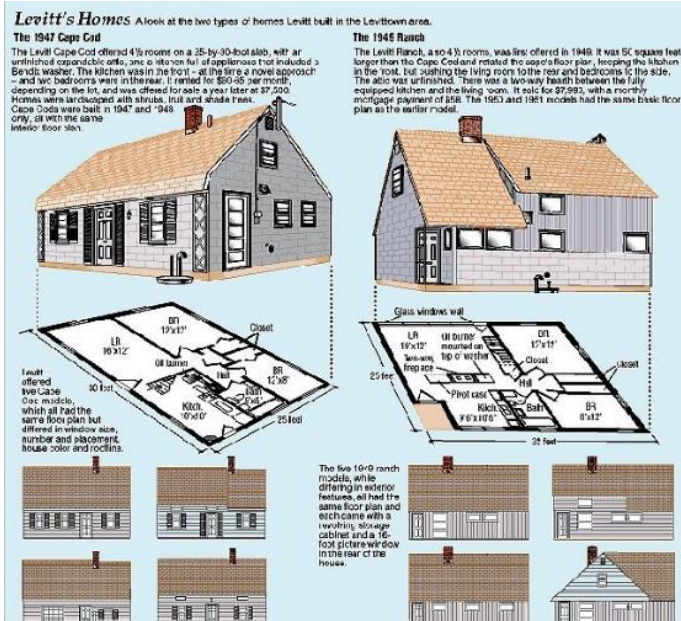 Levitt's Homes A look at the two types of homes Levitt built in the Levittown area.
The 1947 Cape Cod
The Levitt Cape Cod offered 4½ rooms on a 25-by-30-foot slab, with an
unfinished expandable attic, and a kitchen full of appliances that included a
Bendix washer. The kitchen was in the front – at the time a novel approach
– and two bedrooms were in the rear. It rented for $60-65 per month,
depending on the lot, and was offered for sale a year later at $7,500.
Homes were landscaped with shrubs, fruit and shade trees.
Cape Cods were built in 1947 and 1948
only, all with the same
interior floor plan.
The 1949 Ranch
The Levitt Ranch, also 4½ rooms, was first offered in 1949. It was 50 square feet
larger than the Cape Cod and rotated the cape's floor plan, keeping the kitchen
in the front, but pushing the living room to the rear and bedrooms to the side.
The attic was unfinished. There was a two-way hearth between the fully
equipped kitchen and the living room. It sold for $7,990, with a monthly
mortgage payment of $58. The 1950 and 1951 models had the same basic floor
plan as the earlier model.
BR
12'x12'
Closet
LR
16'x12'
Oil burner
Hall
BR
12'x8'
Bath
Kitch.
10'x10'
30 feet
25 feet
Levitt
offered
five Cape
Cod models,
which all had the
same floor plan but
differed in window size,
number and placement,
house color and roofline.
Glass windows wall
LR
Oil burner
mounted on
top of washer
BR
12'x12'
Two-way
fireplace
Closet
Closet
25 feet
Hall
Pivot case
Kitch.
9'6"x10'6"
Bath
BR
8'x12'
32 feet
The five 1949 ranch
models, while
differing in exterior
features, all had the
same floor plan and
each came with a
revolving storage
cabinet and a 16-
foot picture window
in the rear of the
house.